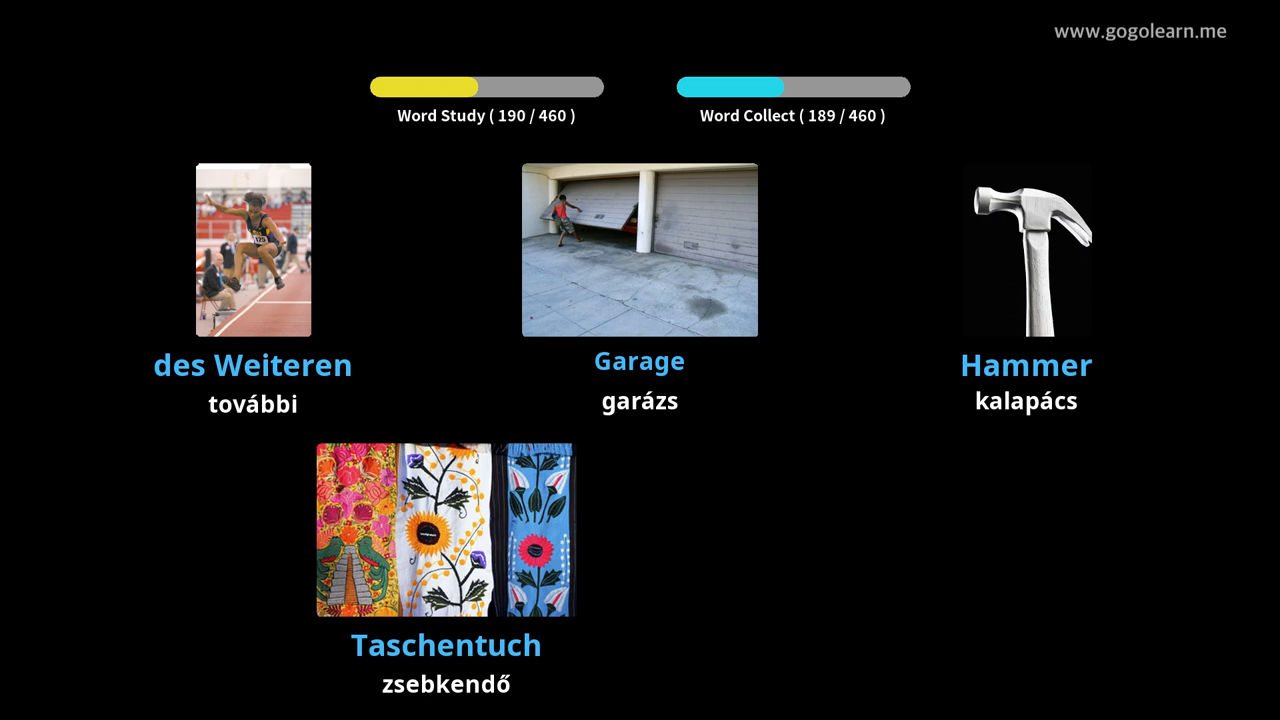 www.gogolearn.me
Word Study ( 190 / 460 )
Word Collect ( 189 / 460 )
des Weiteren
további
Garage
garázs
Hammer
kalapács
Taschentuch
zsebkendő